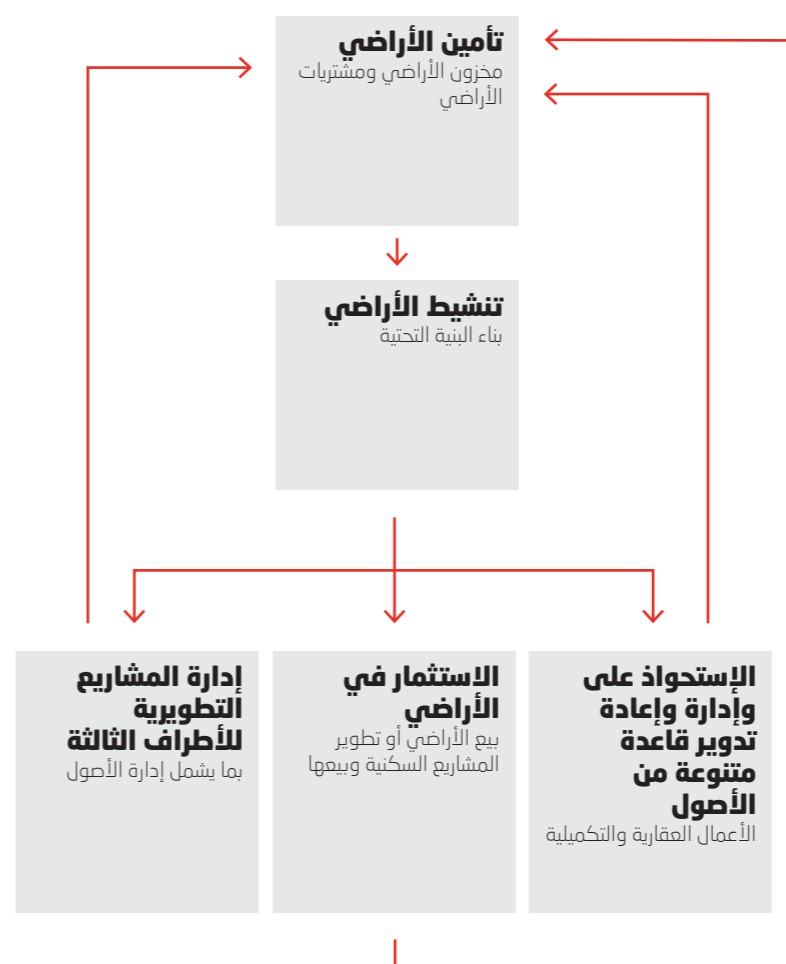 تأمين الأراضي
مخزون الأراضي ومشتريات
الأراضي
تنشيط الأراضي
بناء البنية التحتية
الإستحواذ على
وإدارة وإعادة
تدوير قاعدة
متنوعة من
الأصول
الأعمال العقارية والتكميلية
الاستثمار في
الأراضي
بيع الأراضي أو تطوير
المشاريع السكنية وبيعها
إدارة المشاريع
التطويرية
للأطراف الثالثة
بما يشمل إدارة الأصول